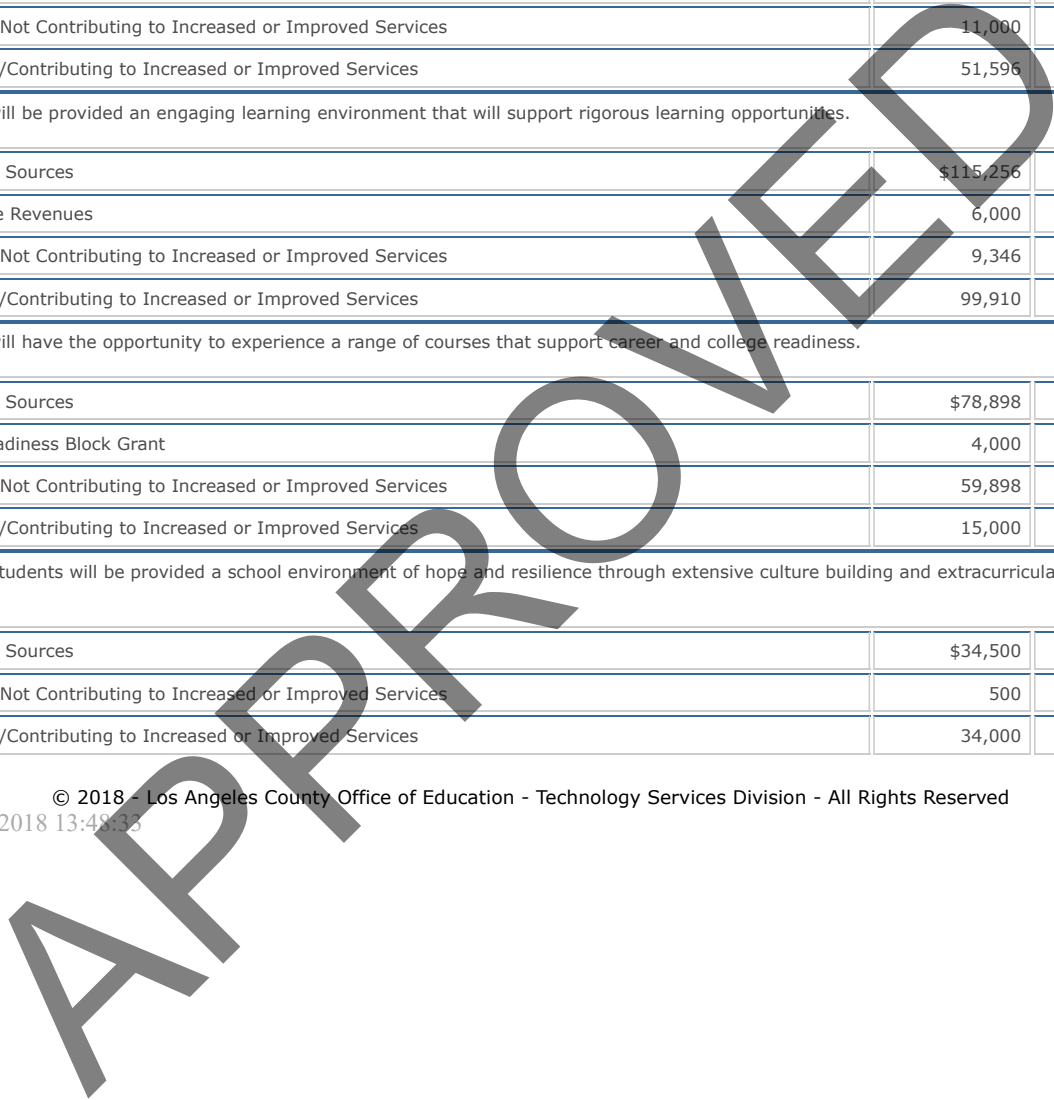 Not Contributing to Increased or Improved Services 11,000
/Contributing to Increased or Improved Services 51,596
ill be provided an engaging learning environment that will support rigorous learning opportunities.
Sources $115,256
e Revenues 6,000
Not Contributing to Increased or Improved Services 9,346
/Contributing to Increased or Improved Services 99,910
ill have the opportunity to experience a range of courses that support career and college readiness.
Sources $78,898
adiness Block Grant 4,000
Not Contributing to Increased or Improved Services 59,898
/Contributing to Increased or Improved Services 15,000
tudents will be provided a school environment of hope and resilience through extensive culture building and extracurricula
Sources $34,500
Not Contributing to Increased or Improved Services 500
/Contributing to Increased or Improved Services 34,000
© 2018 - Los Angeles County Office of Education - Technology Services Division - All Rights Reserved
2018 13:48:33
APPROVED